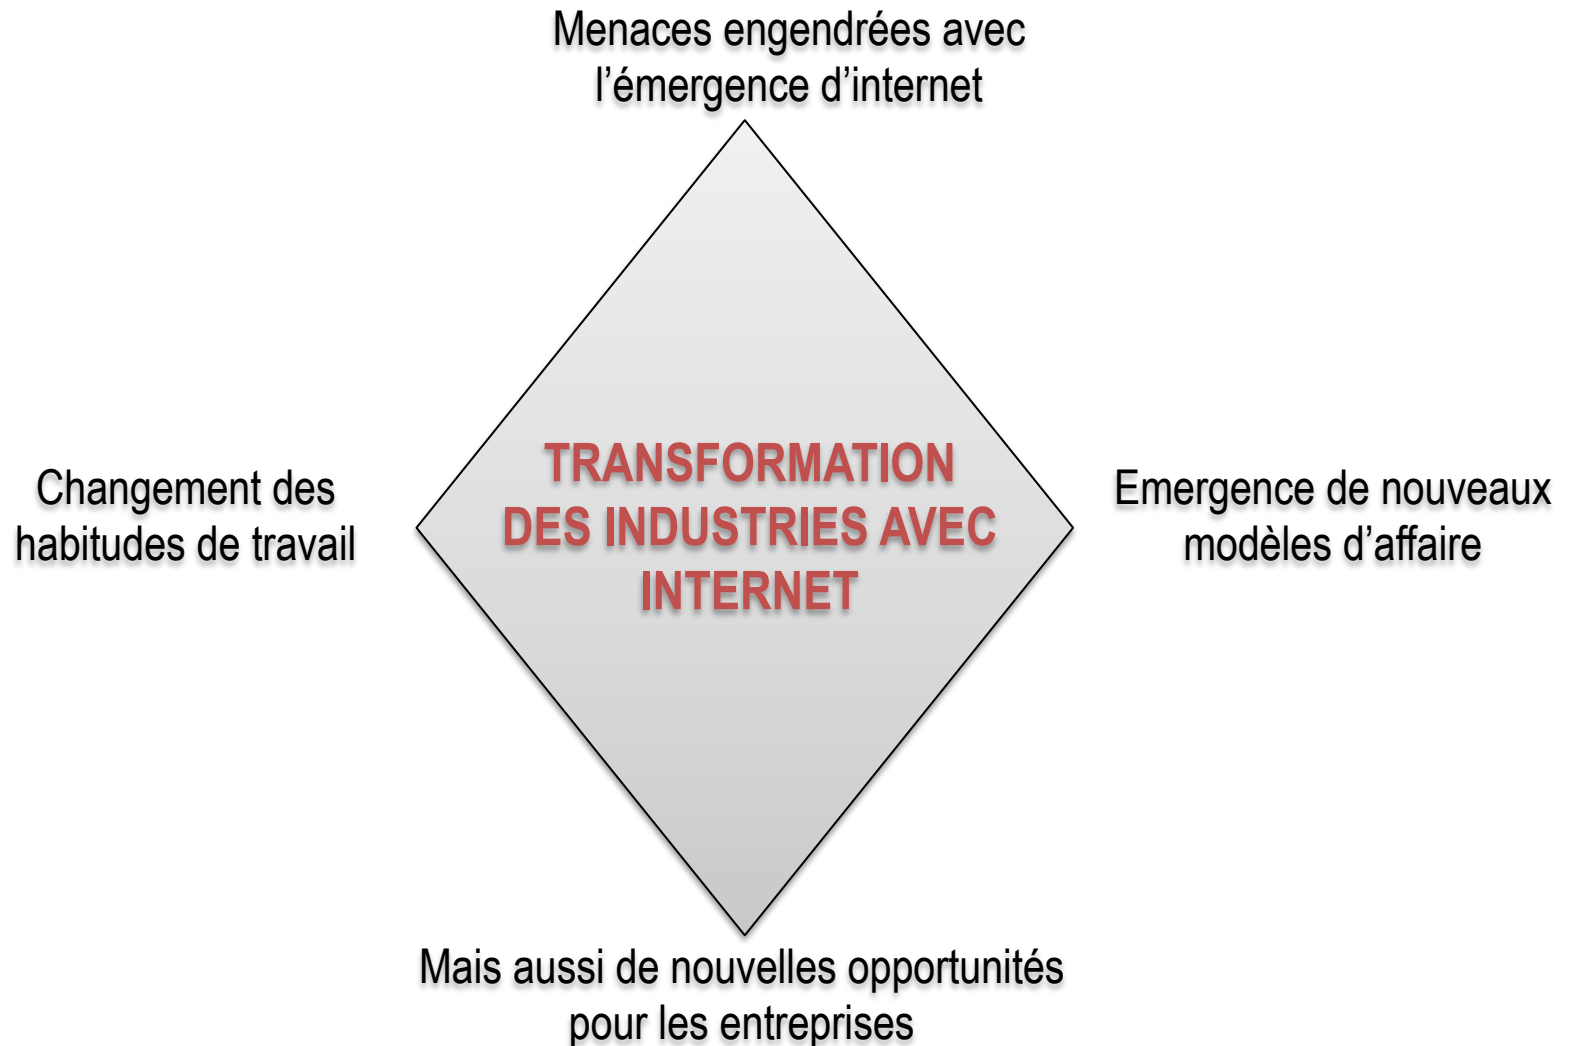 Menaces engendrées avec
l’émergence d’internet
TRANSFORMATION
DES INDUSTRIES AVEC
INTERNET
Changement des
habitudes de travail
Emergence de nouveaux
modèles d’affaire
Mais aussi de nouvelles opportunités
pour les entreprises